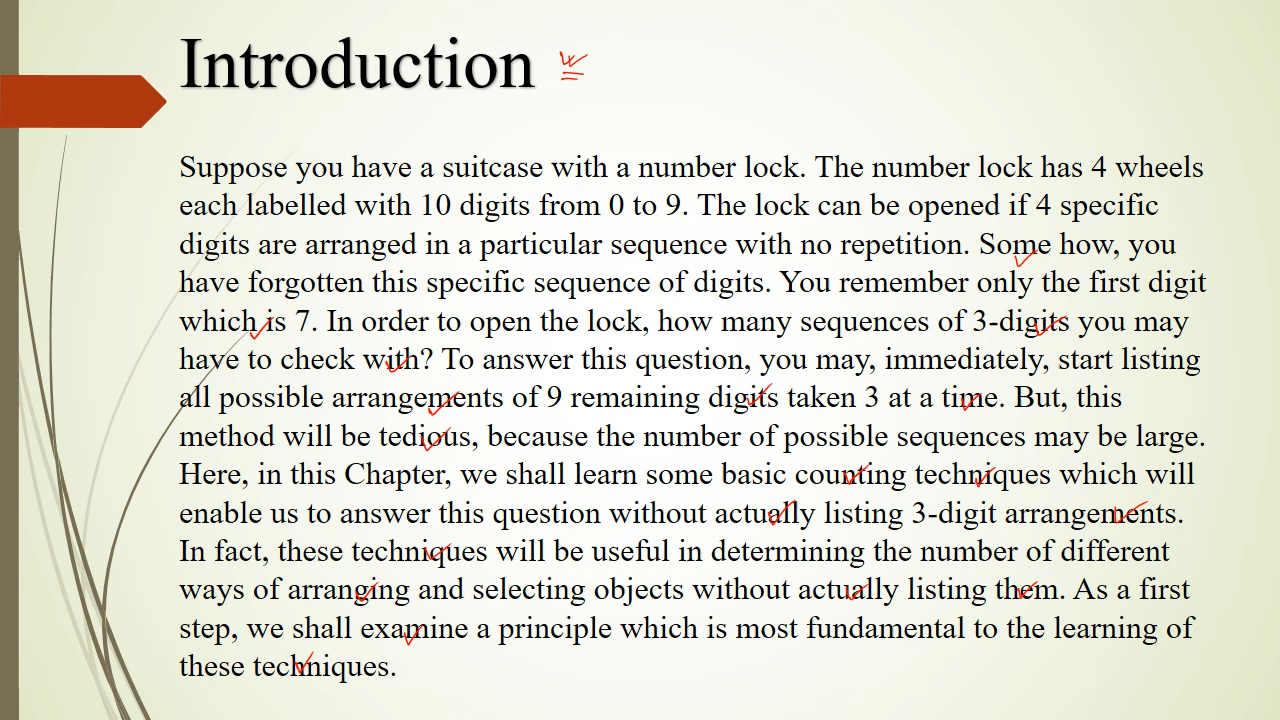 Introduction
Suppose you have a suitcase with a number lock. The number lock has 4 wheels
each labelled with 10 digits from 0 to 9. The lock can be opened if 4 specific
digits are arranged in a particular sequence with no repetition. Some how, you
have forgotten this specific sequence of digits. You remember only the first digit
which is 7. In order to open the lock, how many sequences of 3-digits you may
have to check with? To answer this question, you may, immediately, start listing
all possible arrangements of 9 remaining digits taken 3 at a time. But, this
method will be tedious, because the number of possible sequences may be large.
Here, in this Chapter, we shall learn some basic counting techniques which will
enable us to answer this question without actually listing 3-digit arrangements.
In fact, these techniques will be useful in determining the number of different
ways of arranging and selecting objects without actually listing them. As a first
step, we shall examine a principle which is most fundamental to the learning of
these techniques.